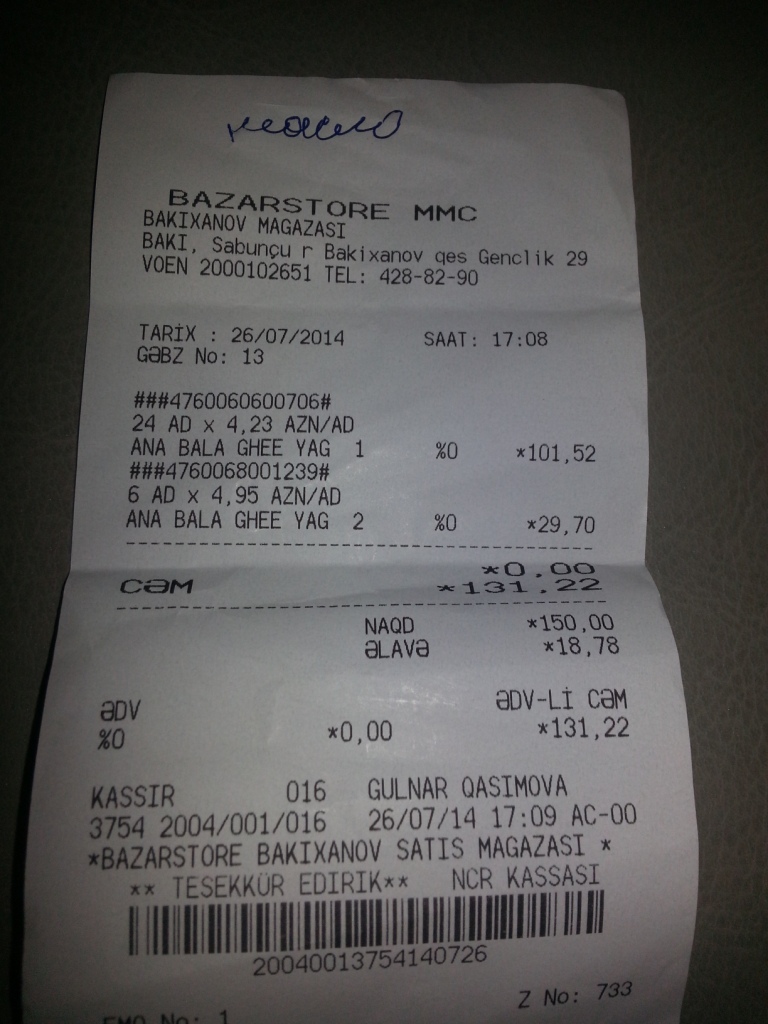 масло
BAZARSTORE MMC
BAKIXANOV MAGAZASI
BAKI, Sabunçu r Bakixanov qes Genclik 29
VOEN 2000102651 TEL: 428-82-90
TARİX : 26/07/2014 SAAT: 17:08
GƏBZ No: 13
###4760060600706#
24 AD x 4,23 AZN/AD
ANA BALA GHEE YAG 1 %0 *101,52
###4760068001239#
6 AD x 4,95 AZN/AD
ANA BALA GHEE YAG 2 %0 *29,70
*0,00
CƏM *131,22
NAQD *150,00
ƏLAVƏ *18,78
ƏDV ƏDV-Lİ CƏM
%0 *0,00 *131,22
KASSIR 016 GULNAR QASIMOVA
3754 2004/001/016 26/07/14 17:09 AC-00
*BAZARSTORE BAKIXANOV SATIS MAGAZASI *
** TESEKKÜR EDIRIK** NCR KASSASI
20040013754140726
Z No: 733
No: 1